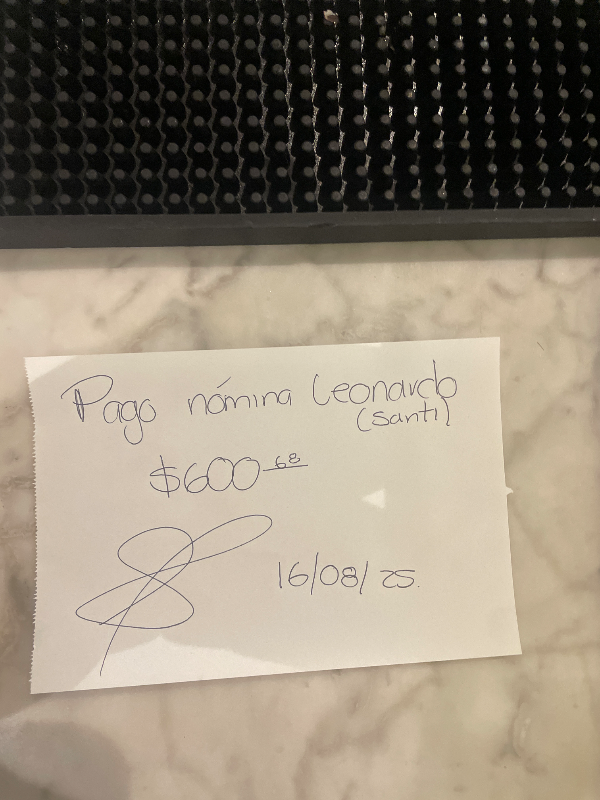 Pago nómina Leonardo
(Santi)
$600 68
16/08/25.